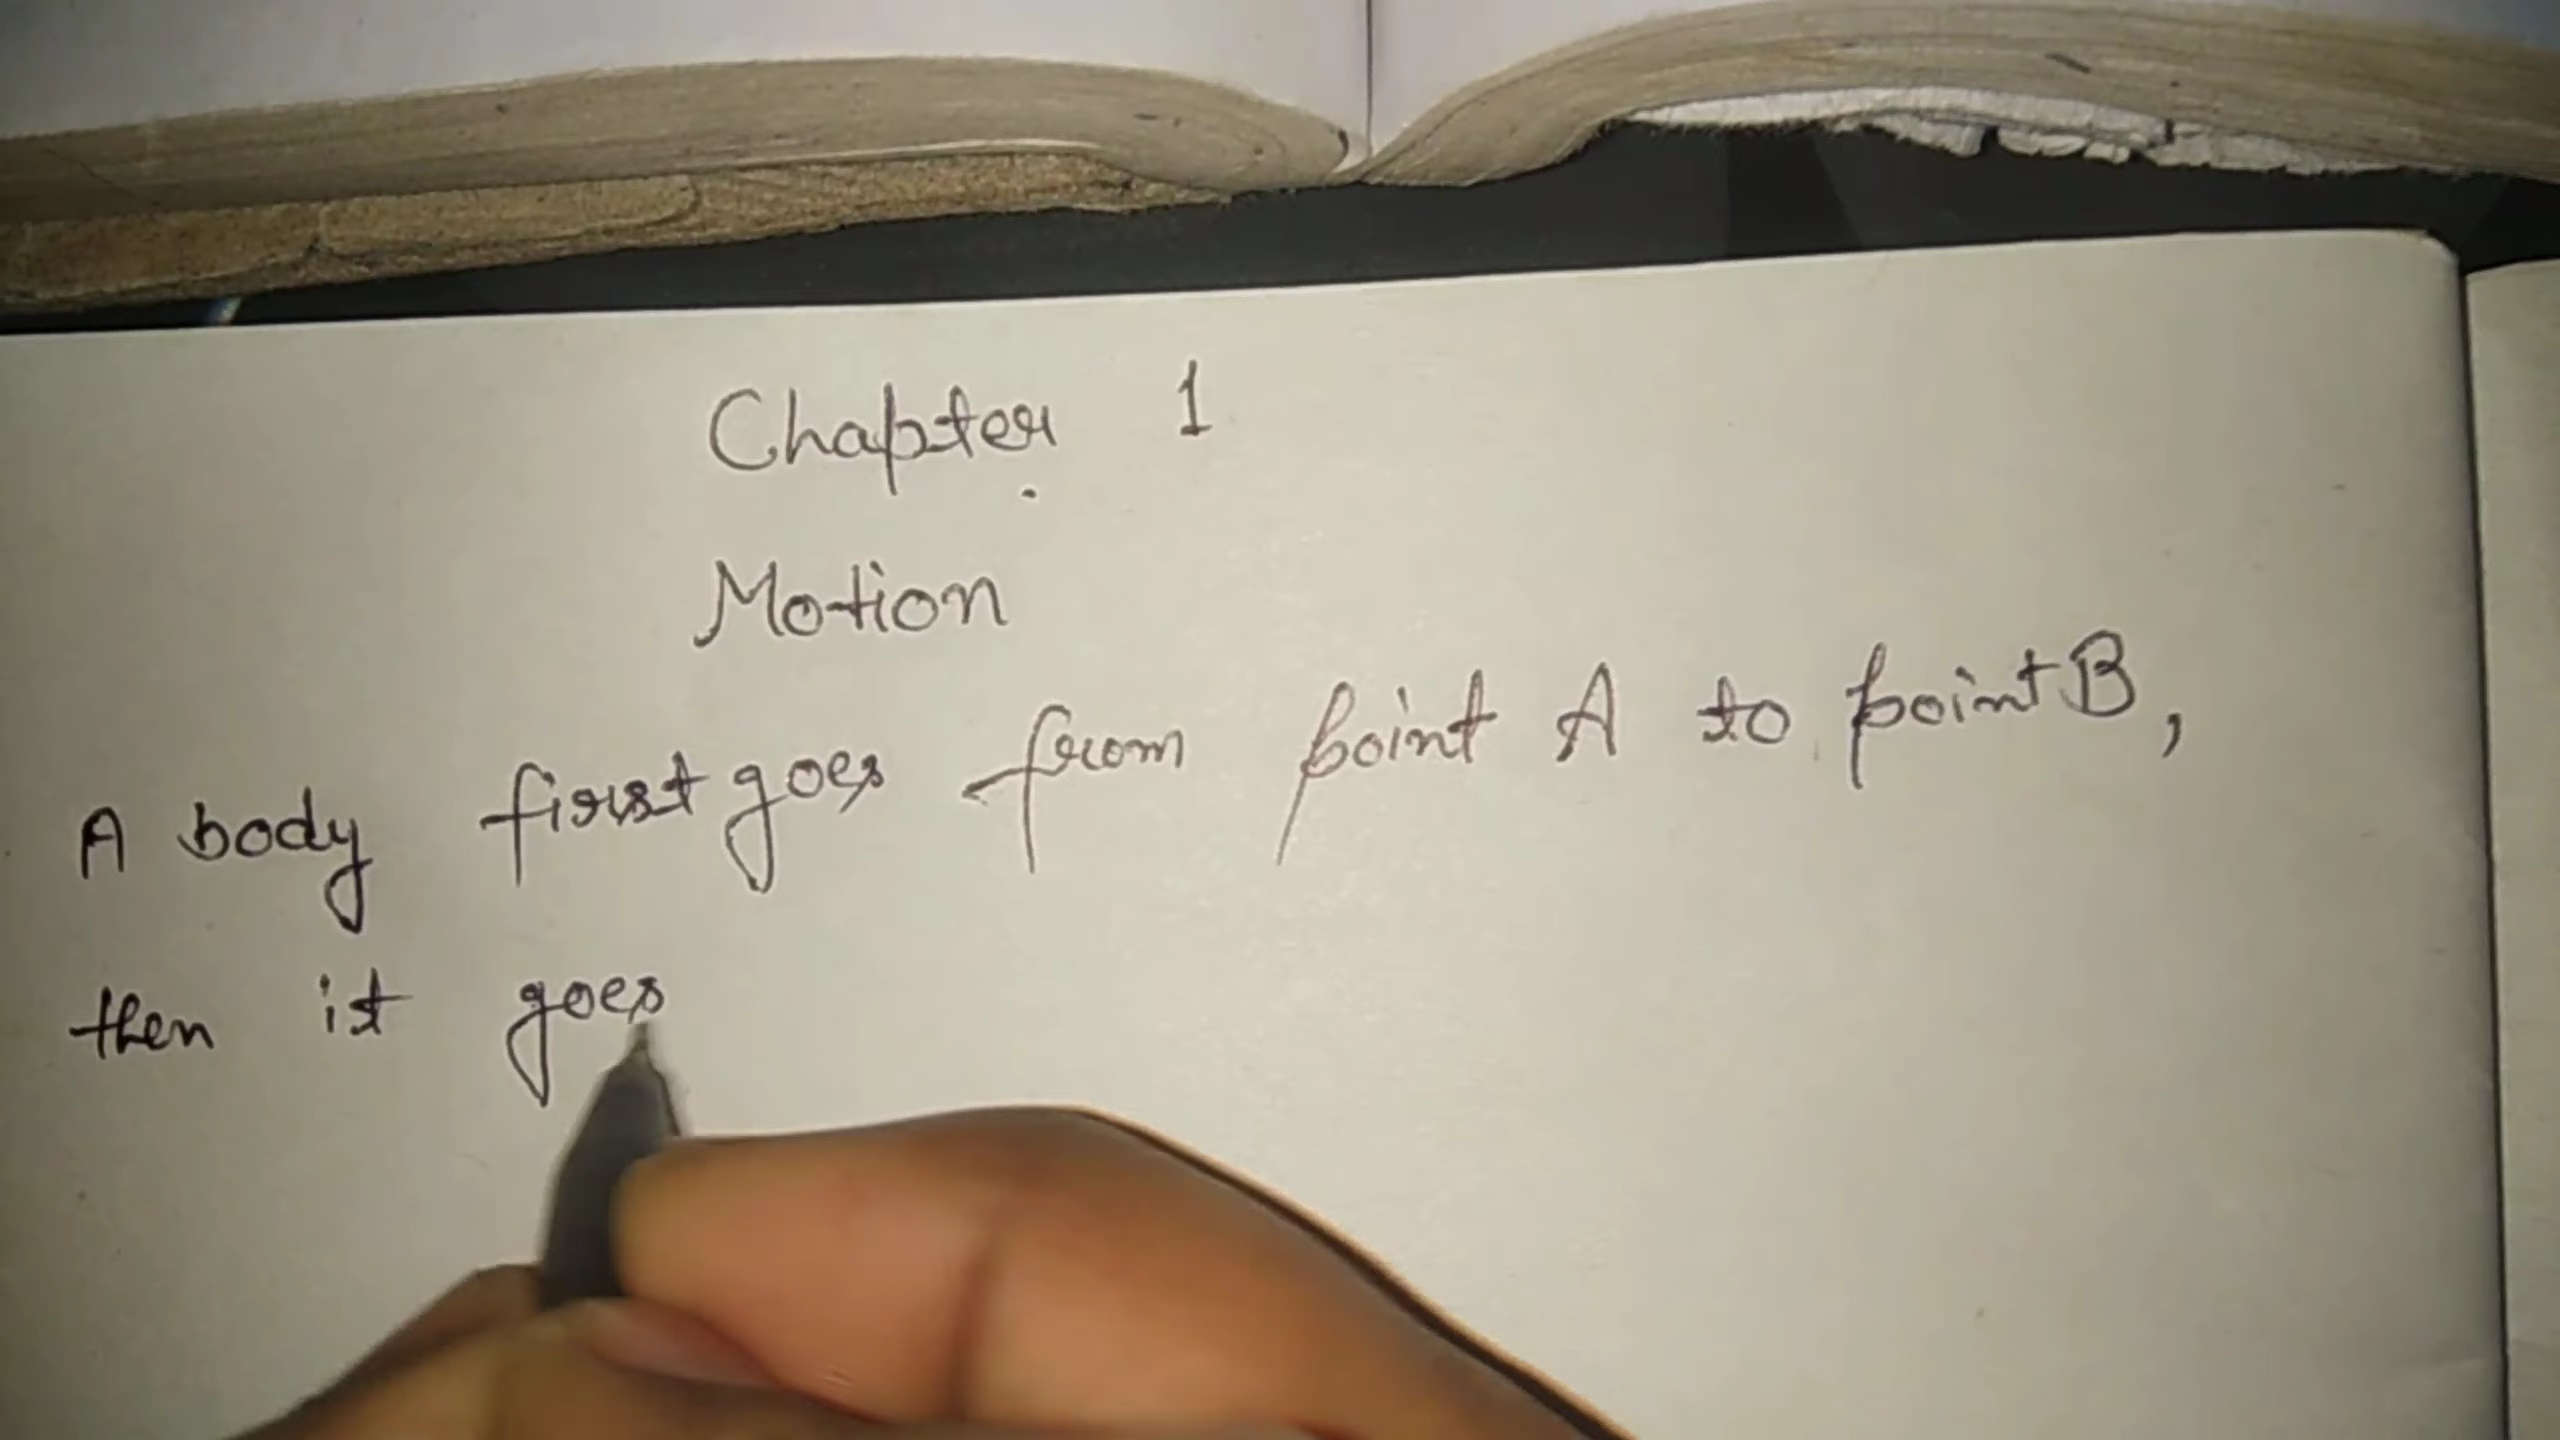 Chapter 1
Motion
A body first goes from point A to point B,
then it goes